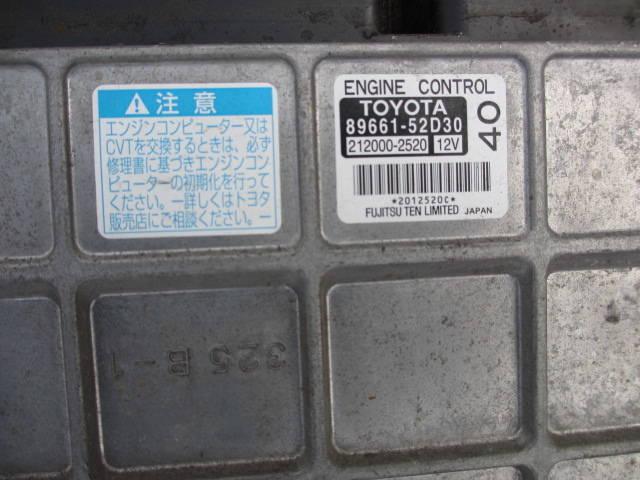 ⚠注意
エンジンコンピューター又は
CVTを交換するときは、必ず
修理書に基づきエンジンコン
ピューターの初期化を行って
ください。ー詳しくはトヨタ
販売店にご相談ください。ー
ENGINE CONTROL
TOYOTA
89661-52D30
212000-2520 12V
40
*2012520C*
FUJITSU TEN LIMITED JAPAN
325 B-1